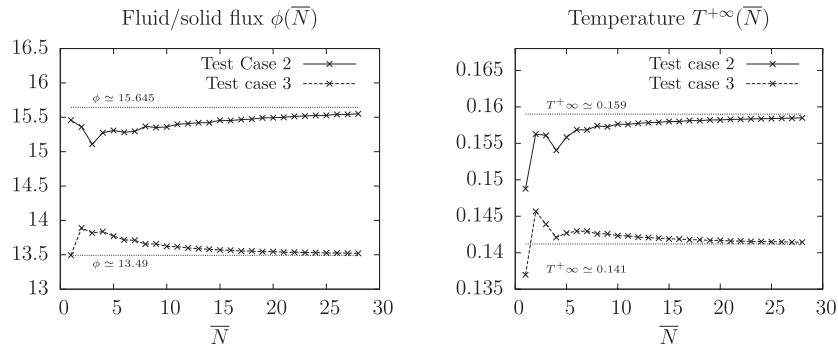 Fluid/solid flux ϕ(N̅)
16.5
16
15.5
15
14.5
14
13.5
13
0 5 10 15 20 25 30
N̅
Test Case 2
Test case 3
ϕ ≃ 15.645
ϕ ≃ 13.49
Temperature T⁺∞(N̅)
0.165
0.16
0.155
0.15
0.145
0.14
0.135
0 5 10 15 20 25 30
N̅
Test Case 2
Test case 3
T⁺∞ ≃ 0.159
T⁺∞ ≃ 0.141